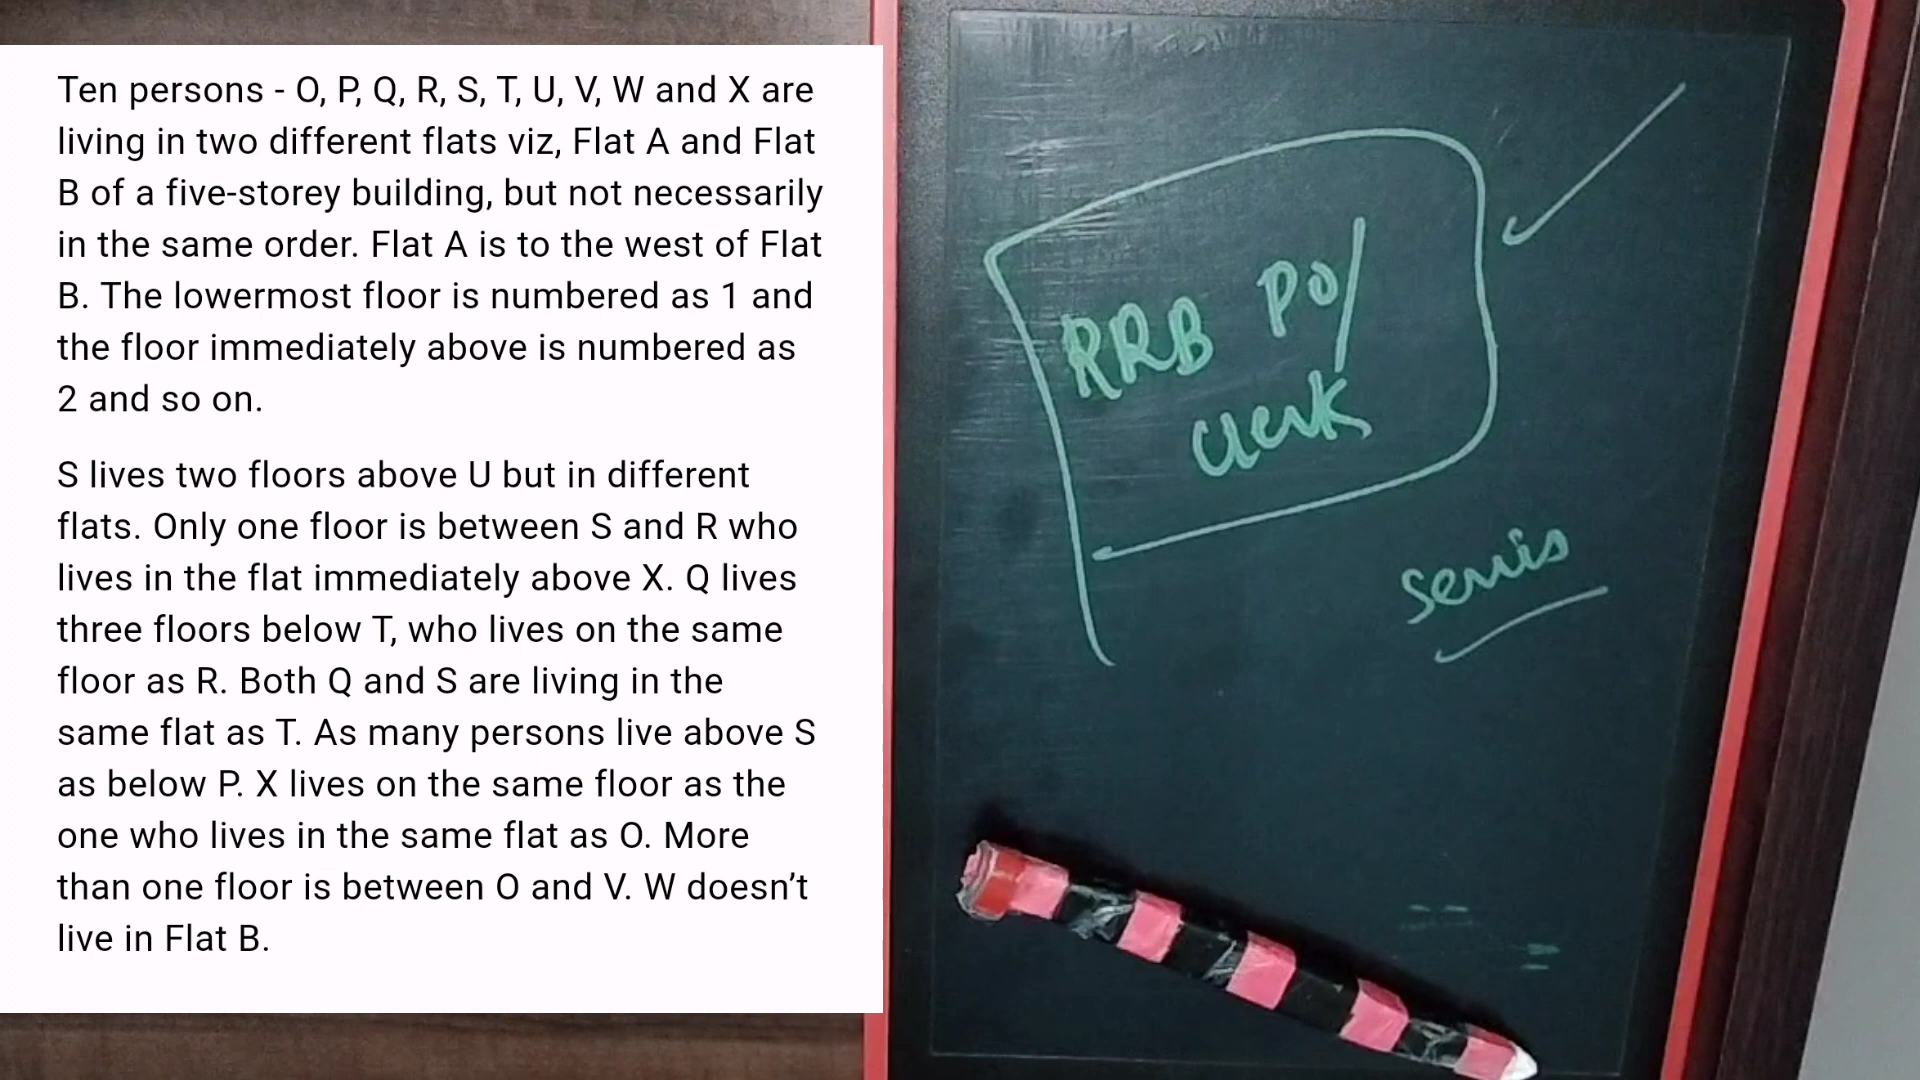 Ten persons - O, P, Q, R, S, T, U, V, W and X are
living in two different flats viz, Flat A and Flat
B of a five-storey building, but not necessarily
in the same order. Flat A is to the west of Flat
B. The lowermost floor is numbered as 1 and
the floor immediately above is numbered as
2 and so on.
S lives two floors above U but in different
flats. Only one floor is between S and R who
lives in the flat immediately above X. Q lives
three floors below T, who lives on the same
floor as R. Both Q and S are living in the
same flat as T. As many persons live above S
as below P. X lives on the same floor as the
one who lives in the same flat as O. More
than one floor is between O and V. W doesn’t
live in Flat B.
RRB PO/
Clerk
Series